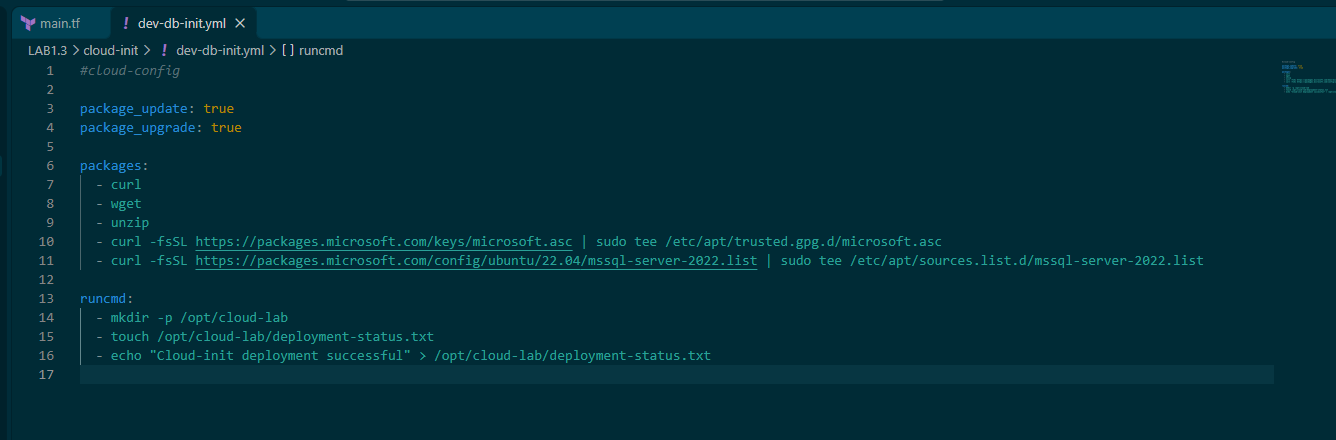 main.tf
! dev-db-init.yml ×
LAB1.3 > cloud-init > ! dev-db-init.yml > [ ] runcmd
1 #cloud-config
2
3 package_update: true
4 package_upgrade: true
5
6 packages:
7   - curl
8   - wget
9   - unzip
10   - curl -fsSL https://packages.microsoft.com/keys/microsoft.asc | sudo tee /etc/apt/trusted.gpg.d/microsoft.asc
11   - curl -fsSL https://packages.microsoft.com/config/ubuntu/22.04/mssql-server-2022.list | sudo tee /etc/apt/sources.list.d/mssql-server-2022.list
12
13 runcmd:
14   - mkdir -p /opt/cloud-lab
15   - touch /opt/cloud-lab/deployment-status.txt
16   - echo "Cloud-init deployment successful" > /opt/cloud-lab/deployment-status.txt
17